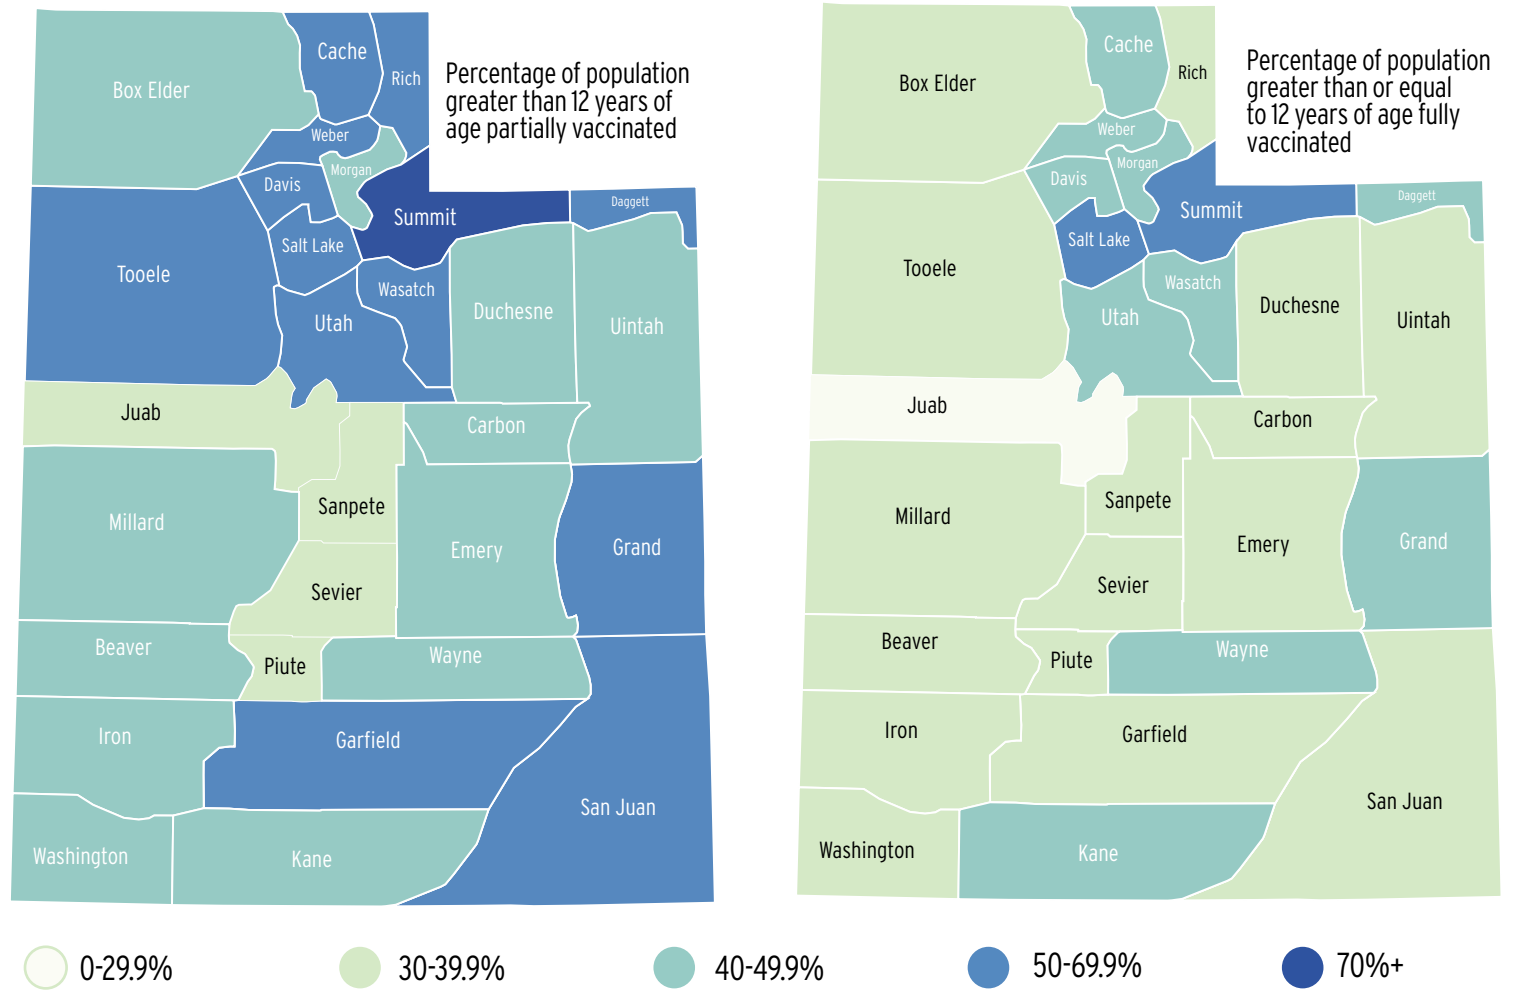 Percentage of population
greater than 12 years of
age partially vaccinated
Cache
Rich
Box Elder
Weber
Morgan
Davis
Daggett
Summit
Salt Lake
Tooele
Wasatch
Duchesne
Utah
Uintah
Juab
Carbon
Sanpete
Millard
Emery
Grand
Sevier
Beaver
Wayne
Piute
Iron
Garfield
San Juan
Washington
Kane
Percentage of population
greater than or equal
to 12 years of age fully
vaccinated
Cache
Rich
Box Elder
Weber
Morgan
Davis
Daggett
Summit
Salt Lake
Tooele
Wasatch
Duchesne
Utah
Uintah
Juab
Carbon
Sanpete
Millard
Emery
Grand
Sevier
Beaver
Wayne
Piute
Iron
Garfield
San Juan
Washington
Kane
0-29.9%
30-39.9%
40-49.9%
50-69.9%
70%+